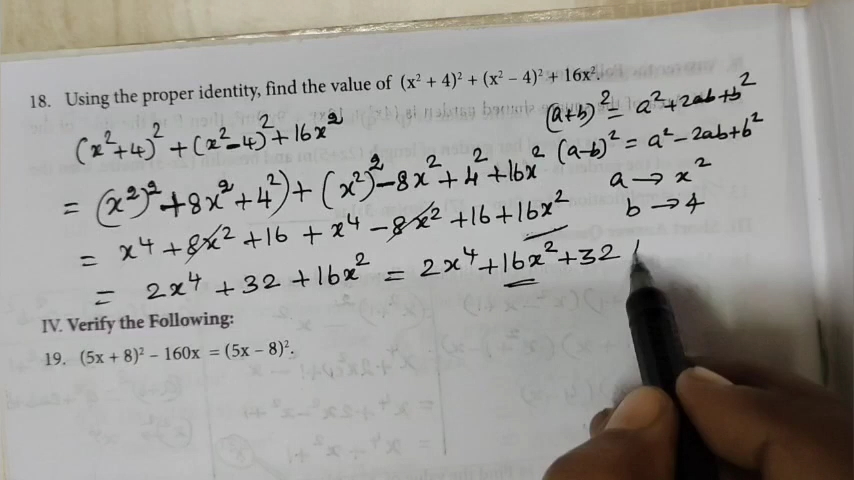 18. Using the proper identity, find the value of (x² + 4)² + (x² – 4)² + 16x².
(x²+4)² + (x²-4)² + 16x²
(a+b)² = a²+2ab+b²
= (x²)² + 8x² + 4²) + (x²)² - 8x² + 4² + 16x²
(a-b)² = a² - 2ab+b²
a → x²
= x⁴ + 8x² + 16 + x⁴ - 8x² + 16 + 16x²
b → 4
= 2x⁴ + 32 + 16x² = 2x⁴ + 16x² + 32
IV. Verify the Following:
19. (5x + 8)² – 160x = (5x – 8)².